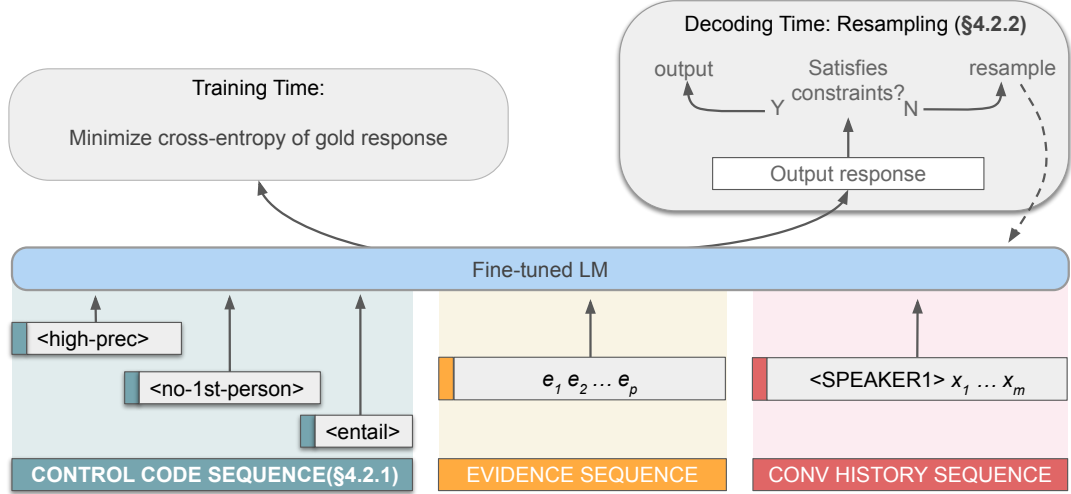 Decoding Time: Resampling (§4.2.2)
output
Satisfies
constraints?
resample
Y
N
Output response
Training Time:
Minimize cross-entropy of gold response
Fine-tuned LM
<high-prec>
<no-1st-person>
<entail>
e1 e2 … ep
<SPEAKER1> x1 … xm
CONTROL CODE SEQUENCE(§4.2.1)
EVIDENCE SEQUENCE
CONV HISTORY SEQUENCE